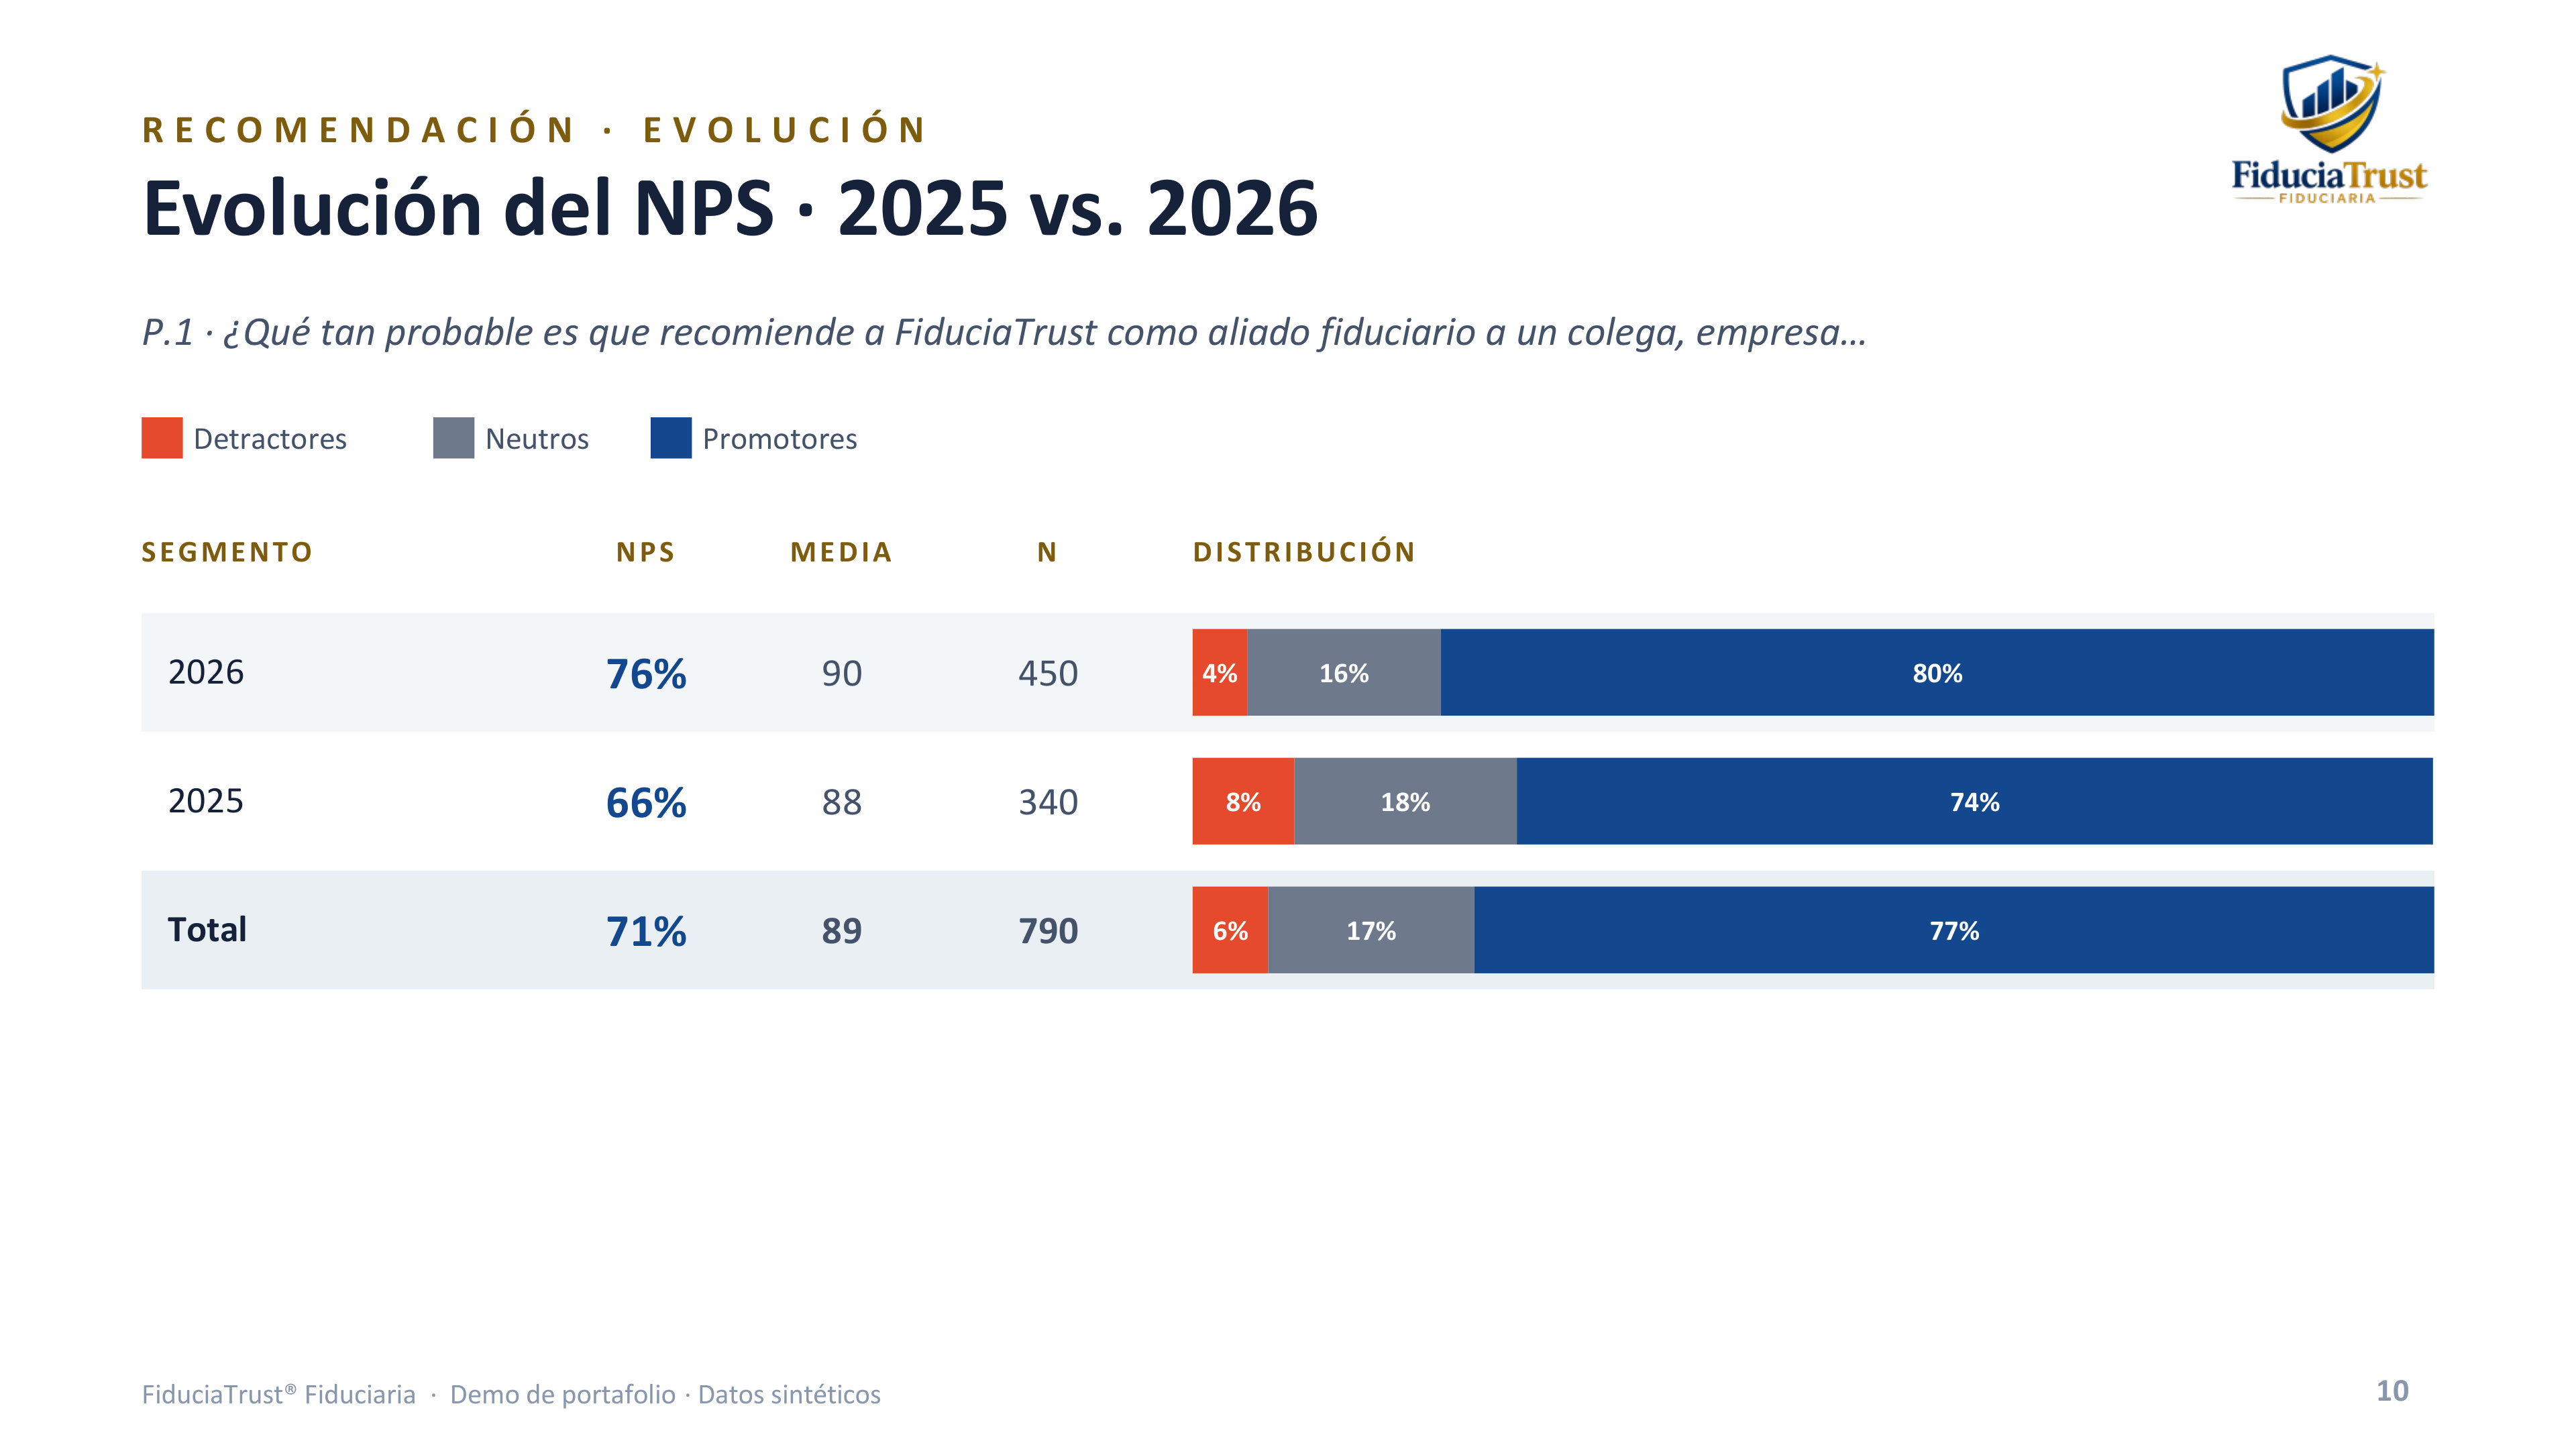 RECOMENDACIÓN · EVOLUCIÓN
Evolución del NPS · 2025 vs. 2026
FiduciaTrust
FIDUCIARIA
P.1 · ¿Qué tan probable es que recomiende a FiduciaTrust como aliado fiduciario a un colega, empresa…
Detractores Neutros Promotores
SEGMENTO NPS MEDIA N DISTRIBUCIÓN
2026 76% 90 450 4% 16% 80%
2025 66% 88 340 8% 18% 74%
Total 71% 89 790 6% 17% 77%
FiduciaTrust® Fiduciaria · Demo de portafolio · Datos sintéticos
10